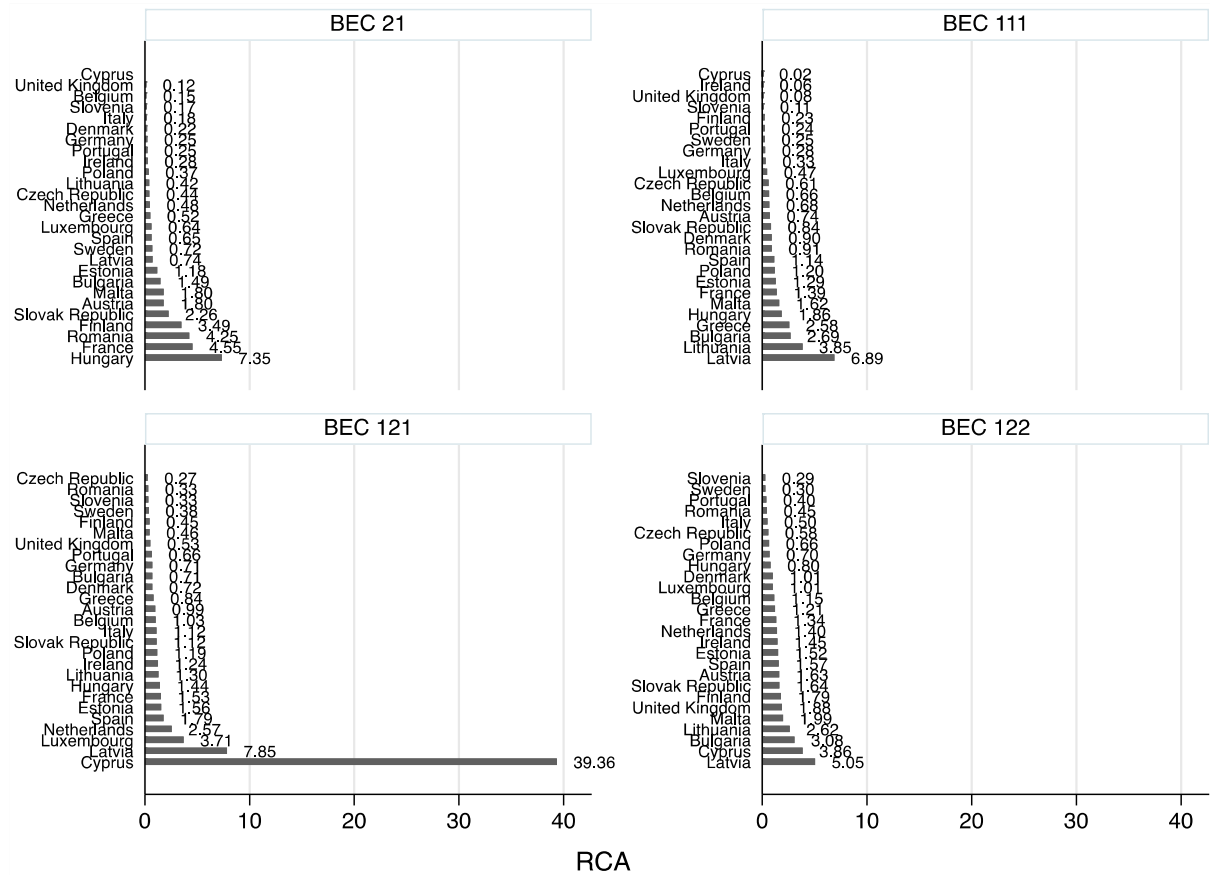 BEC 21
Cyprus
United Kingdom 0.12
Belgium 0.15
Slovenia 0.17
Italy 0.18
Denmark 0.22
Germany 0.25
Portugal 0.25
Ireland 0.28
Poland 0.37
Lithuania 0.42
Czech Republic 0.44
Netherlands 0.48
Greece 0.52
Luxembourg 0.64
Spain 0.65
Sweden 0.72
Latvia 0.74
Estonia 1.18
Bulgaria 1.49
Malta 1.80
Austria 1.80
Slovak Republic 2.26
Finland 3.49
Romania 4.25
France 4.55
Hungary 7.35
BEC 111
Cyprus 0.02
Ireland 0.06
United Kingdom 0.08
Slovenia 0.11
Finland 0.23
Portugal 0.24
Sweden 0.25
Germany 0.28
Italy 0.33
Luxembourg 0.47
Czech Republic 0.61
Belgium 0.66
Netherlands 0.68
Austria 0.74
Slovak Republic 0.84
Denmark 0.90
Romania 0.91
Spain 1.14
Poland 1.20
Estonia 1.29
France 1.39
Malta 1.62
Hungary 1.86
Greece 2.58
Bulgaria 2.69
Lithuania 3.85
Latvia 6.89
BEC 121
Czech Republic 0.27
Romania 0.33
Slovenia 0.33
Sweden 0.38
Finland 0.45
Malta 0.46
United Kingdom 0.53
Portugal 0.66
Germany 0.71
Bulgaria 0.71
Denmark 0.72
Greece 0.84
Austria 0.99
Belgium 1.03
Italy 1.12
Slovak Republic 1.12
Poland 1.19
Ireland 1.24
Lithuania 1.30
Hungary 1.44
France 1.53
Estonia 1.56
Spain 1.79
Netherlands 2.57
Luxembourg 3.71
Latvia 7.85
Cyprus 39.36
0 10 20 30 40
BEC 122
Slovenia 0.29
Sweden 0.30
Portugal 0.40
Romania 0.45
Italy 0.50
Czech Republic 0.58
Poland 0.66
Germany 0.70
Hungary 0.80
Denmark 1.01
Luxembourg 1.01
Belgium 1.15
Greece 1.21
France 1.34
Netherlands 1.40
Ireland 1.45
Estonia 1.52
Spain 1.57
Austria 1.63
Slovak Republic 1.64
Finland 1.79
United Kingdom 1.88
Malta 1.99
Lithuania 2.62
Bulgaria 3.08
Cyprus 3.86
Latvia 5.05
0 10 20 30 40
RCA